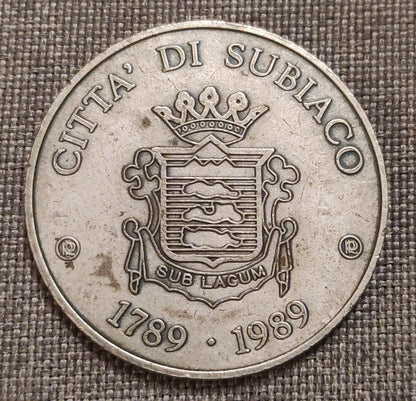 CITTA' DI SUBIACO
SUB LACUM
1789 · 1989